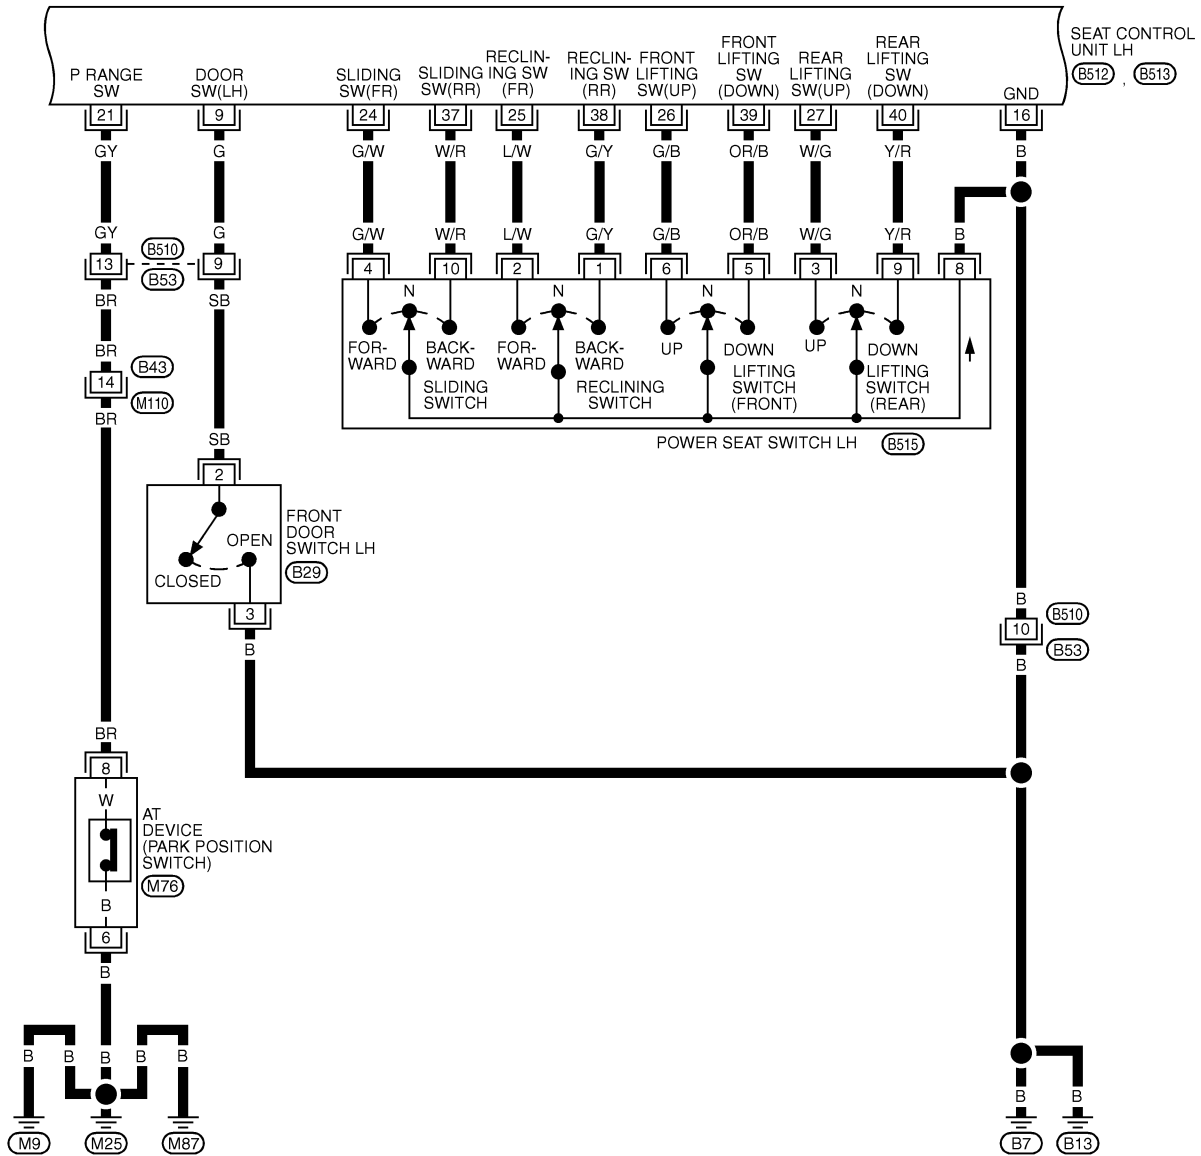 SEAT CONTROL
UNIT LH
B512 , B513
P RANGE
SW
DOOR
SW(LH)
SLIDING
SW(FR)
SLIDING
SW(RR)
RECLIN-
ING SW
(FR)
RECLIN-
ING SW
(RR)
FRONT
LIFTING
SW(UP)
FRONT
LIFTING
SW
(DOWN)
REAR
LIFTING
SW(UP)
REAR
LIFTING
SW
(DOWN)
GND
21 9 24 37 25 38 26 39 27 40 16
GY G G/W W/R L/W G/Y G/B OR/B W/G Y/R B
GY G G/W W/R L/W G/Y G/B OR/B W/G Y/R B
13 B510 9 4 10 2 1 6 5 3 9 8
B53
BR SB N N N N
BR B43
14
M110
BR
FOR-
WARD
BACK-
WARD
SLIDING
SWITCH
FOR-
WARD
BACK-
WARD
RECLINING
SWITCH
UP DOWN
LIFTING
SWITCH
(FRONT)
UP DOWN
LIFTING
SWITCH
(REAR)
POWER SEAT SWITCH LH B515
SB
2
FRONT
DOOR
SWITCH LH
B29
OPEN
CLOSED
3
B
B
B510
10
B53
B
BR
8
W
AT
DEVICE
(PARK POSITION
SWITCH)
M76
B
6
B
B B B B B
B B
M9 M25 M87 B7 B13